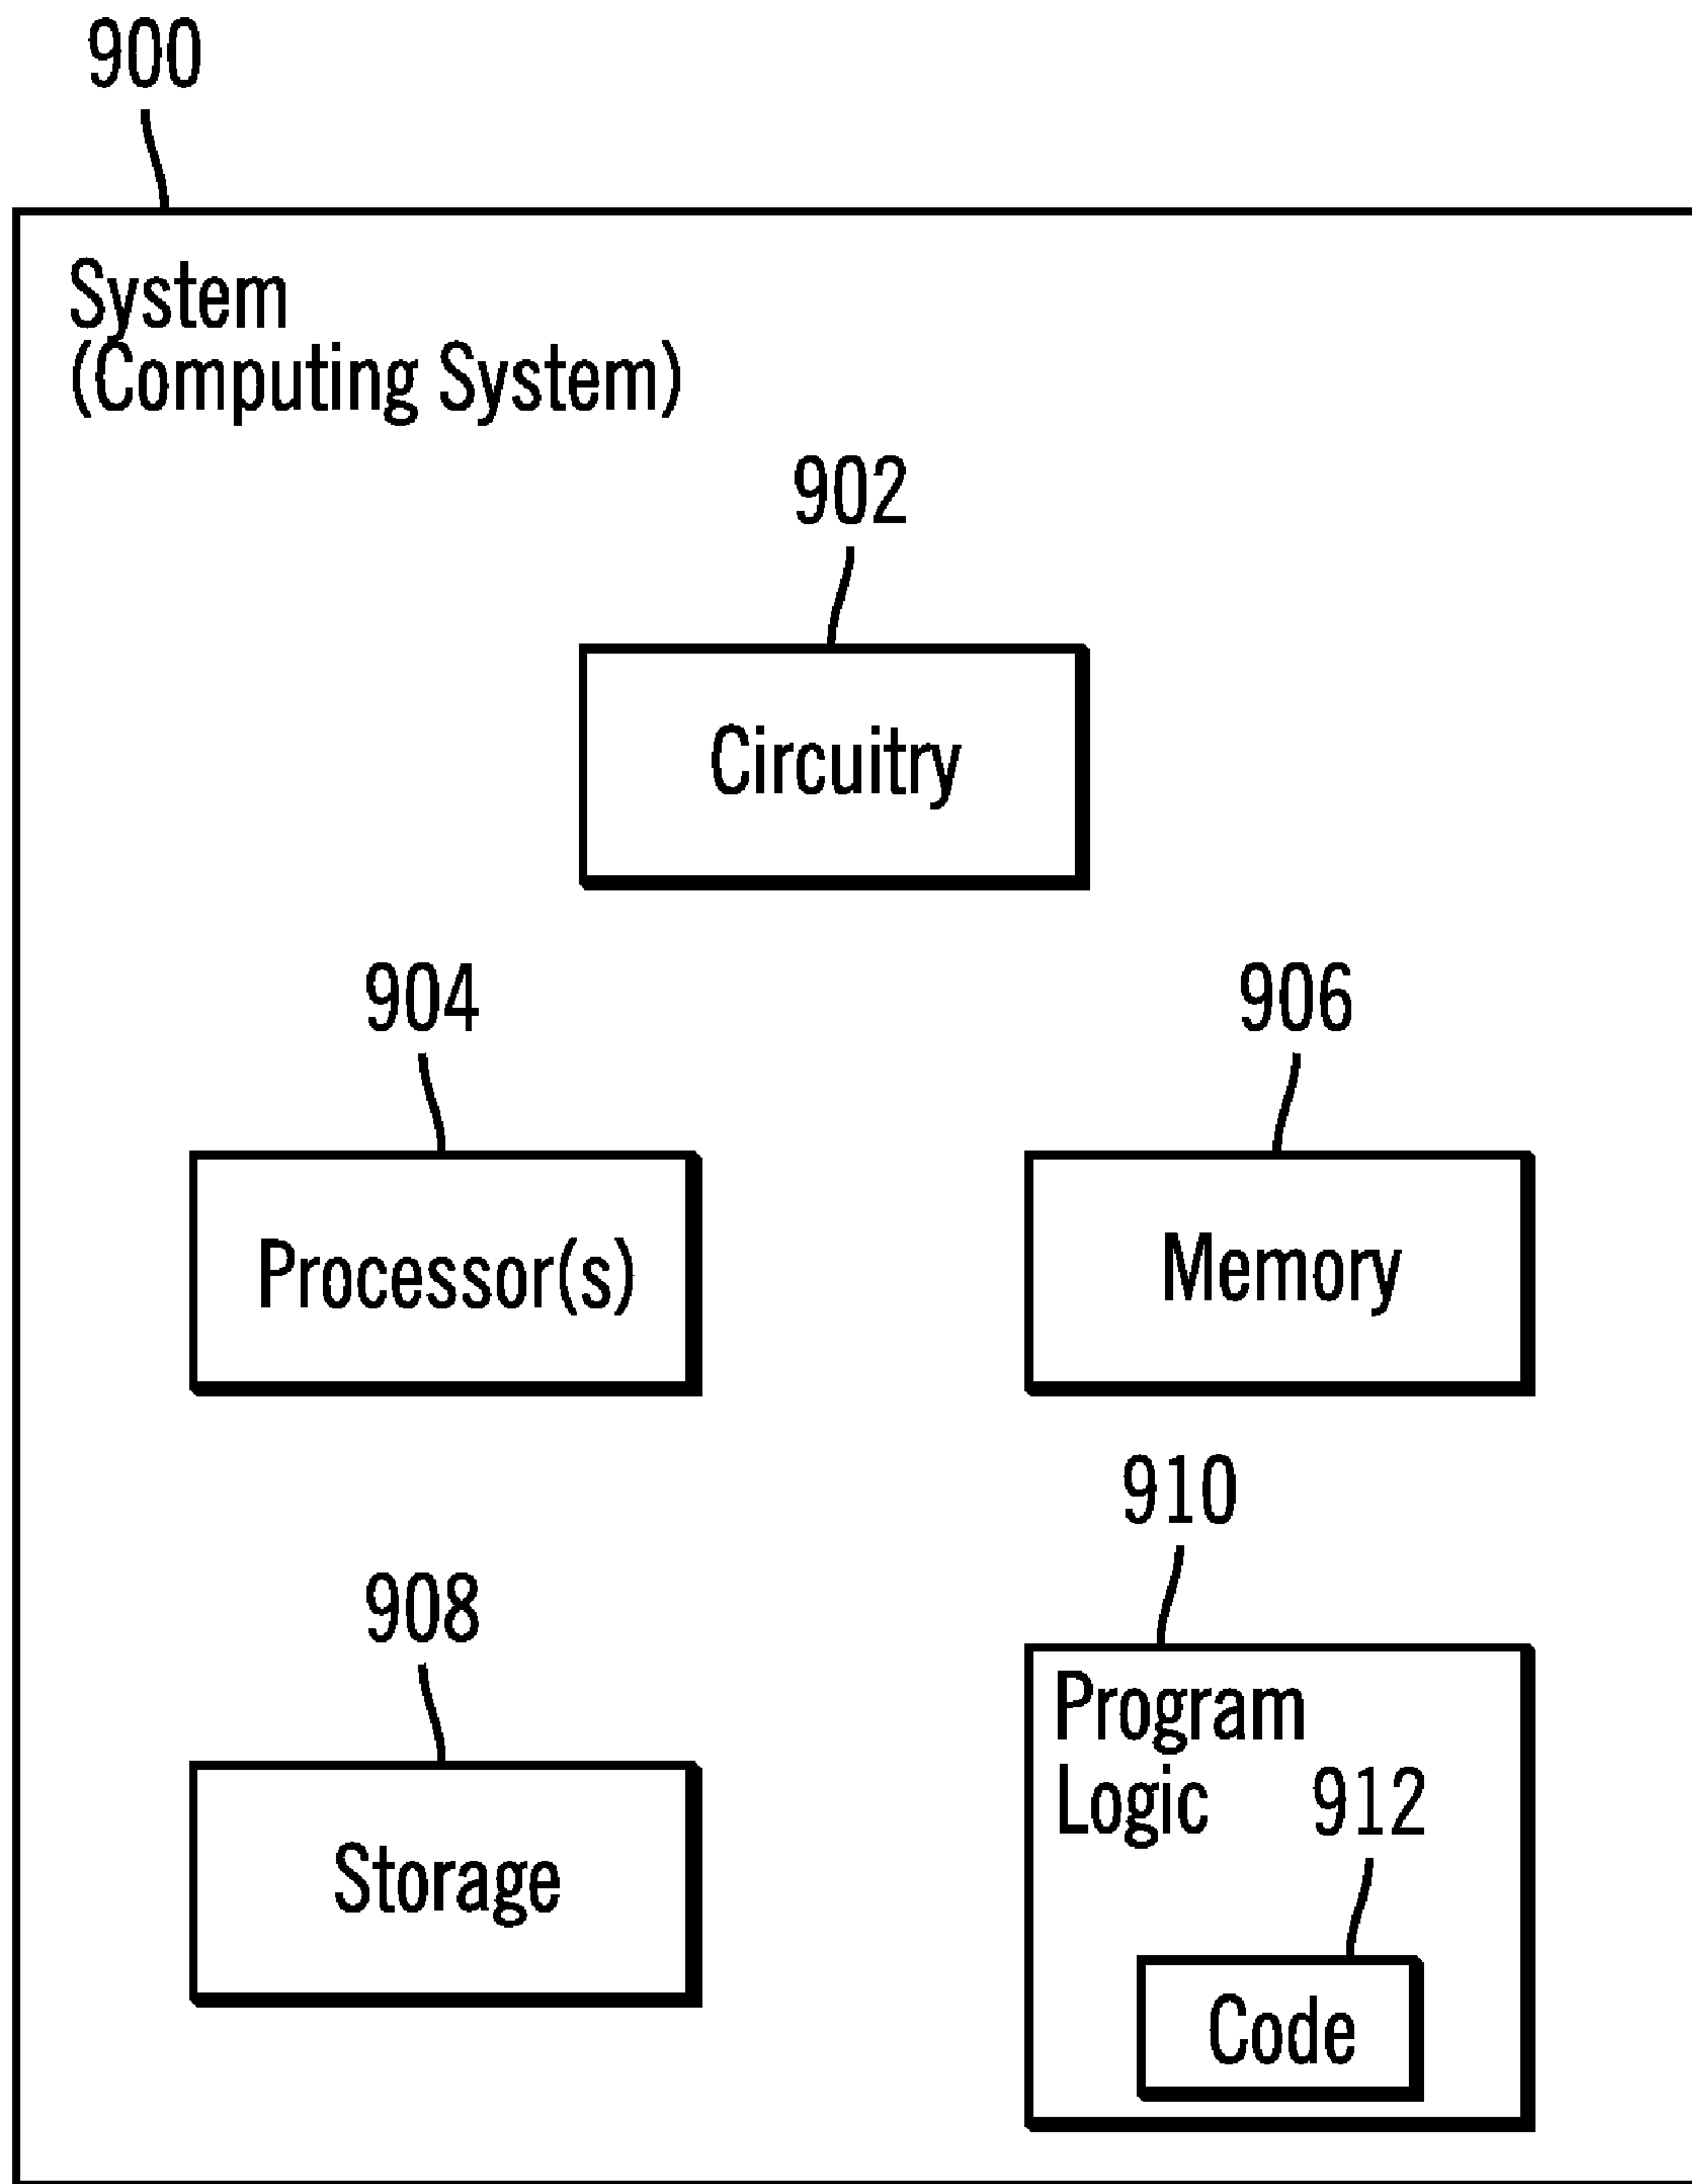 900
System
(Computing System)
902
Circuitry
904
906
Processor(s)
Memory
910
908
Program
Logic
912
Storage
Code